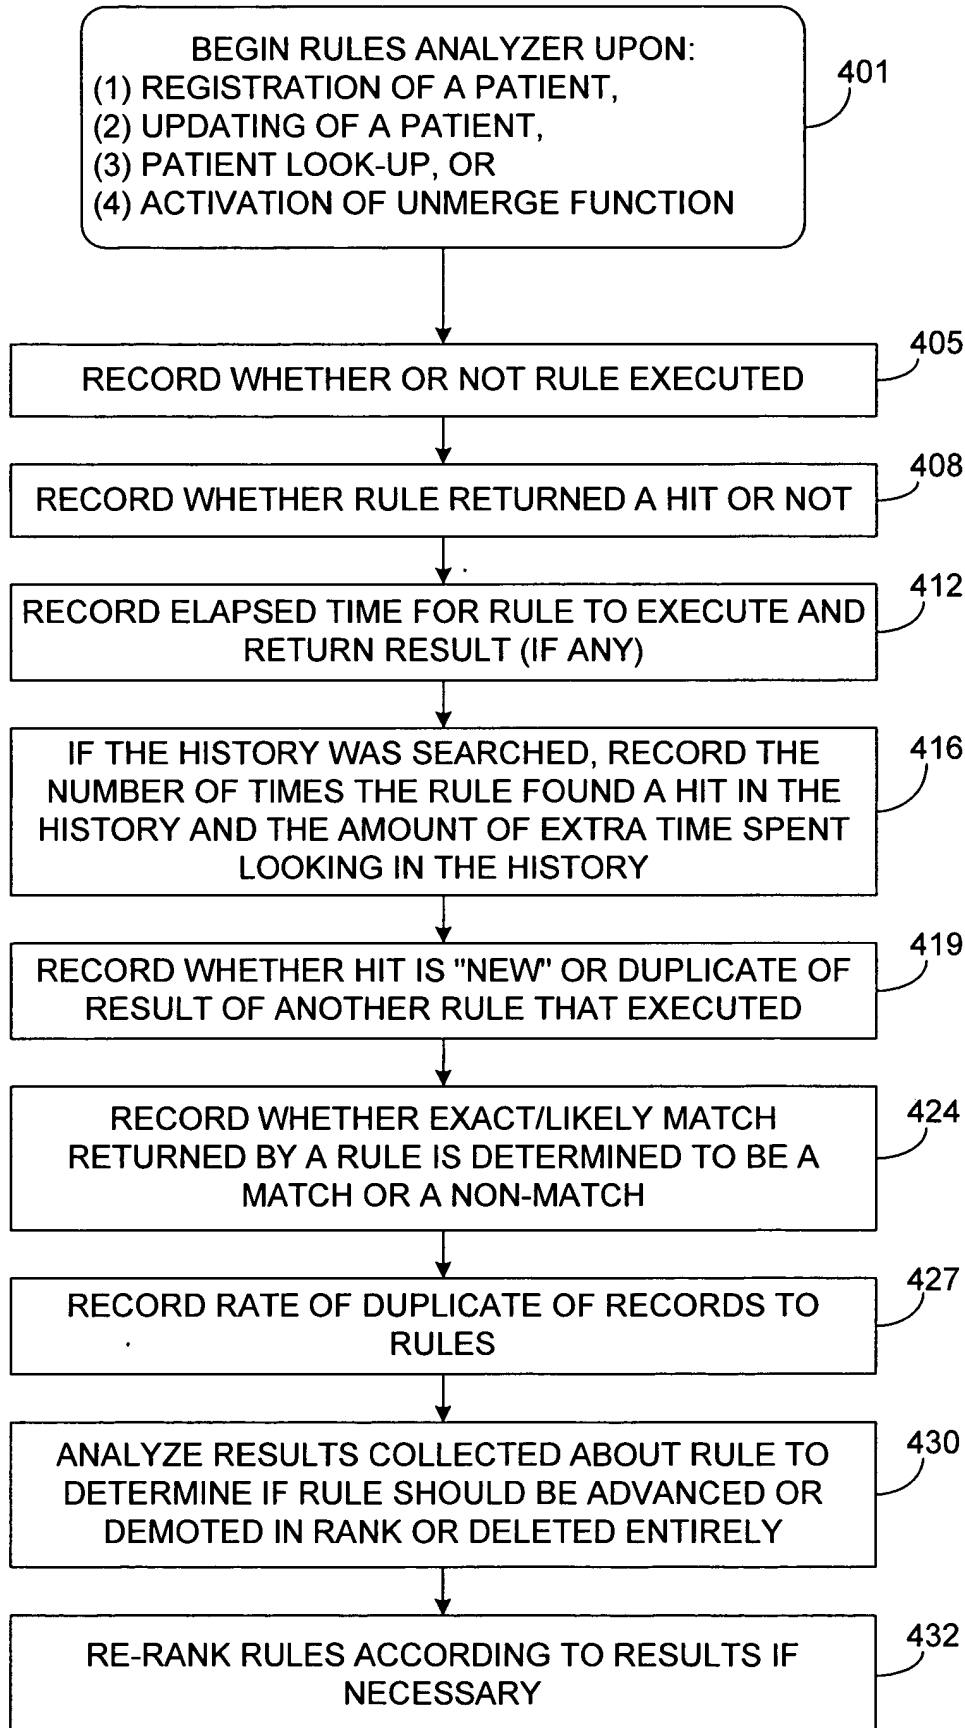 BEGIN RULES ANALYZER UPON:
(1) REGISTRATION OF A PATIENT,
(2) UPDATING OF A PATIENT,
(3) PATIENT LOOK-UP, OR
(4) ACTIVATION OF UNMERGE FUNCTION
401
RECORD WHETHER OR NOT RULE EXECUTED
405
RECORD WHETHER RULE RETURNED A HIT OR NOT
408
RECORD ELAPSED TIME FOR RULE TO EXECUTE AND
RETURN RESULT (IF ANY)
412
IF THE HISTORY WAS SEARCHED, RECORD THE
NUMBER OF TIMES THE RULE FOUND A HIT IN THE
HISTORY AND THE AMOUNT OF EXTRA TIME SPENT
LOOKING IN THE HISTORY
416
RECORD WHETHER HIT IS "NEW" OR DUPLICATE OF
RESULT OF ANOTHER RULE THAT EXECUTED
419
RECORD WHETHER EXACT/LIKELY MATCH
RETURNED BY A RULE IS DETERMINED TO BE A
MATCH OR A NON-MATCH
424
RECORD RATE OF DUPLICATE OF RECORDS TO
RULES
427
ANALYZE RESULTS COLLECTED ABOUT RULE TO
DETERMINE IF RULE SHOULD BE ADVANCED OR
DEMOTED IN RANK OR DELETED ENTIRELY
430
RE-RANK RULES ACCORDING TO RESULTS IF
NECESSARY
432